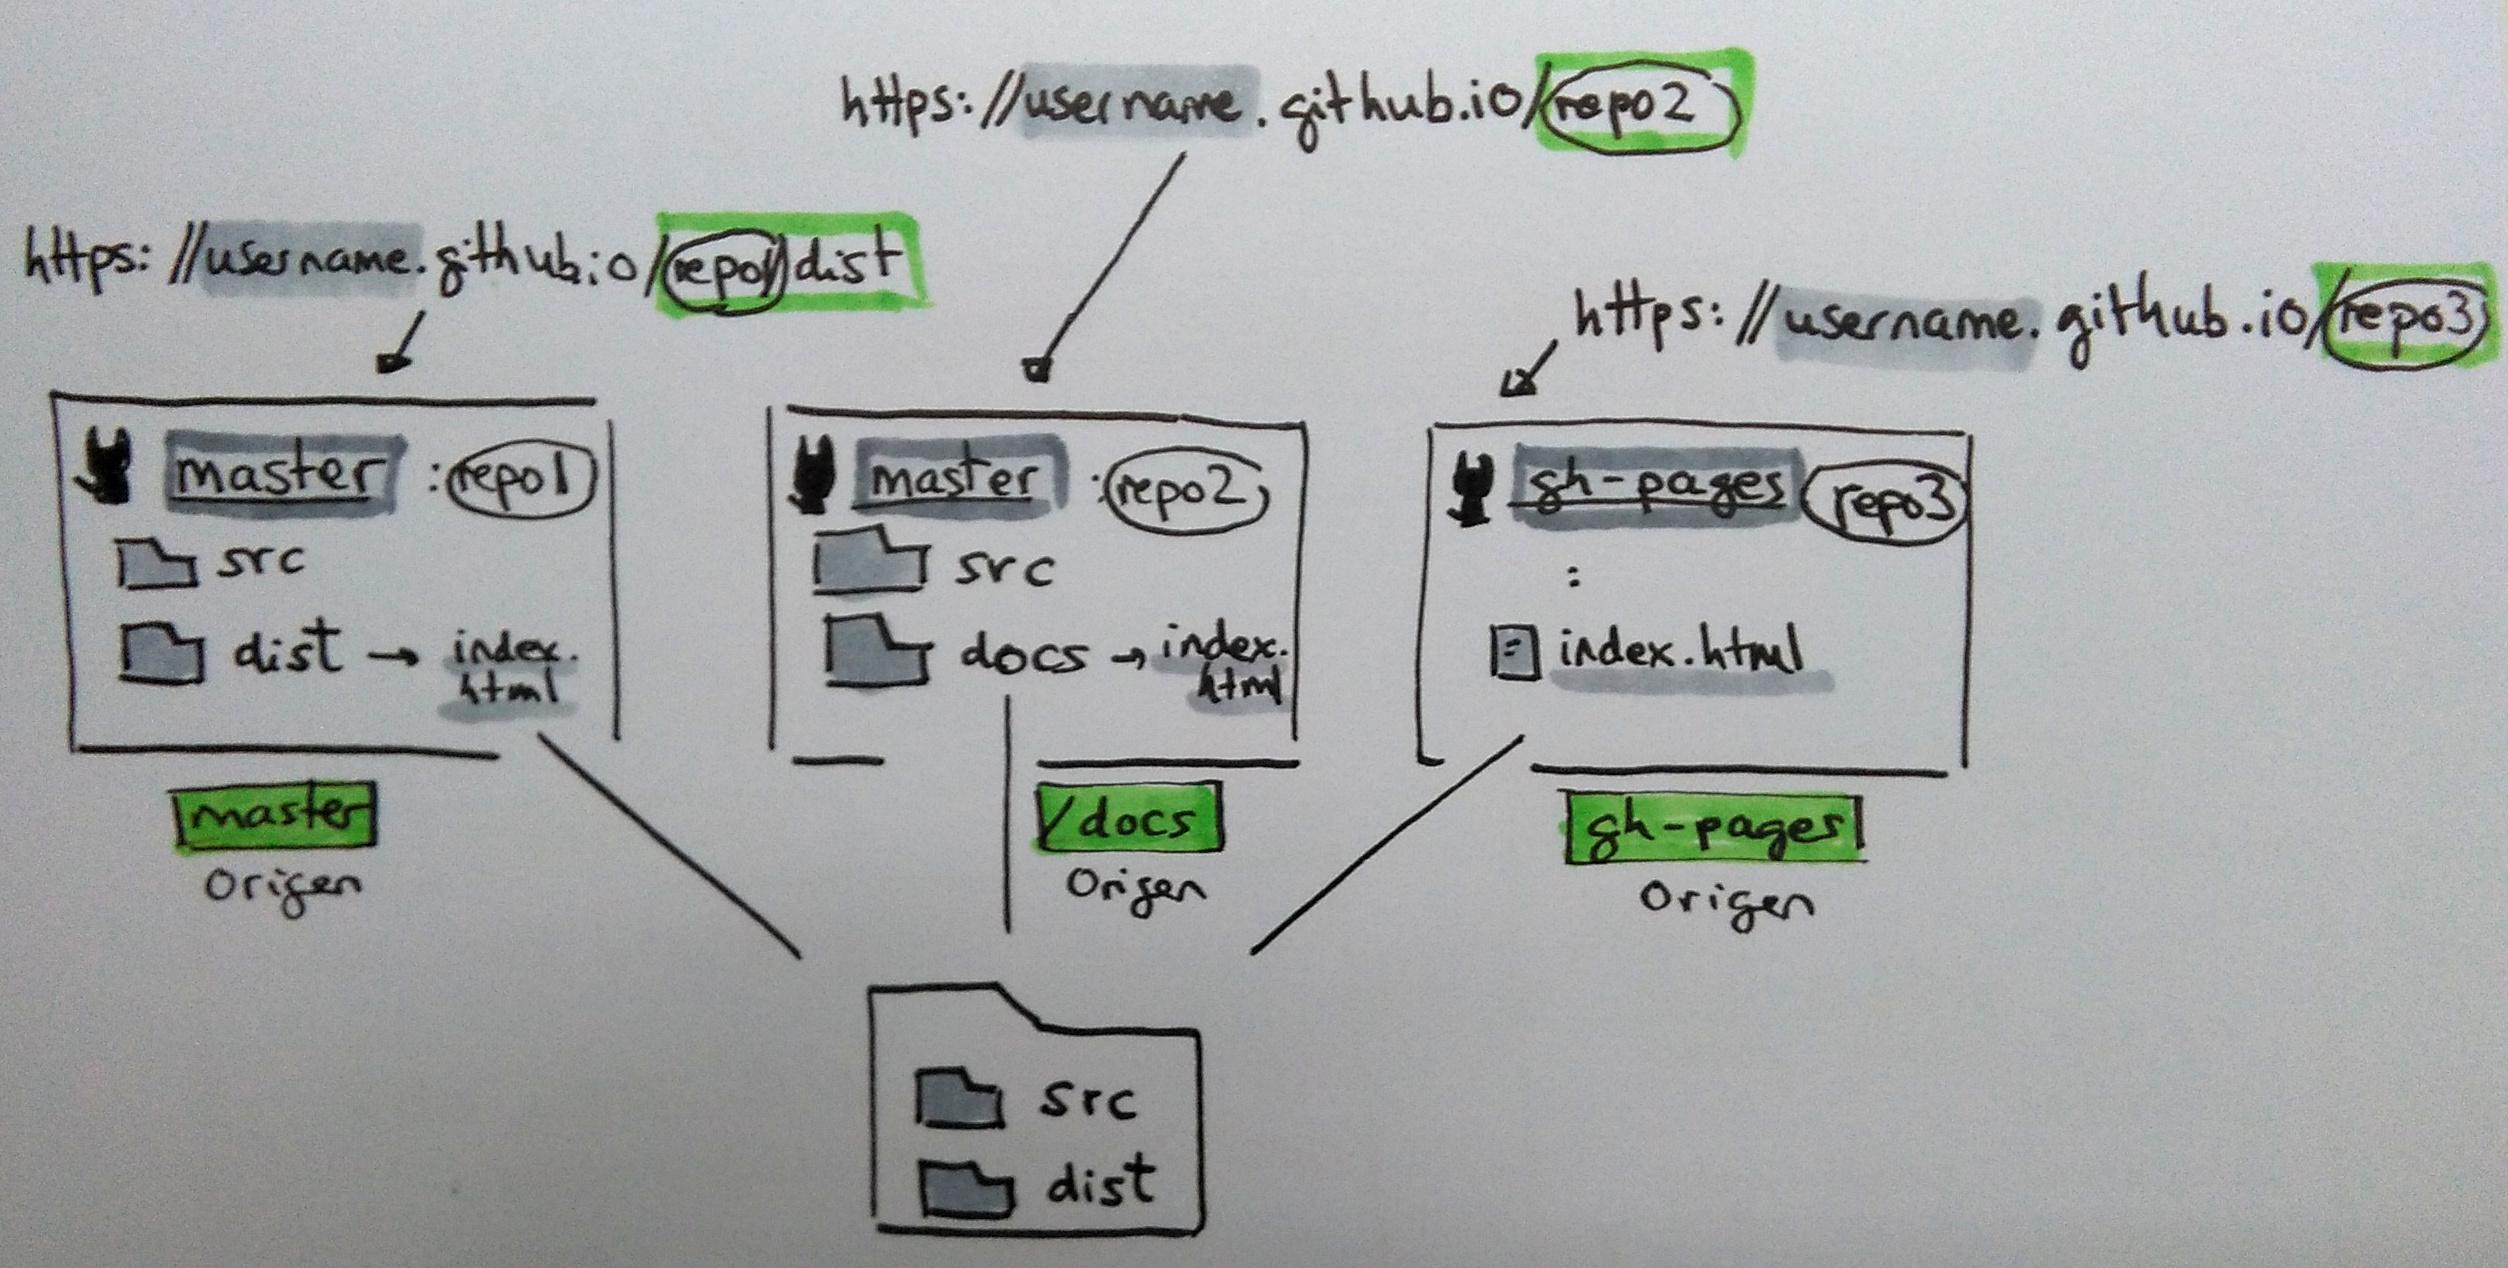 https://username.github.io/repo2
https://username.github.io/repo1/dist
https://username.github.io/repo3
master :repo1
src
dist → index.
html
master
Origen
master :repo2
src
docs → index.
html
/docs
Origen
gh-pages repo3
:
index.html
gh-pages
Origen
src
dist